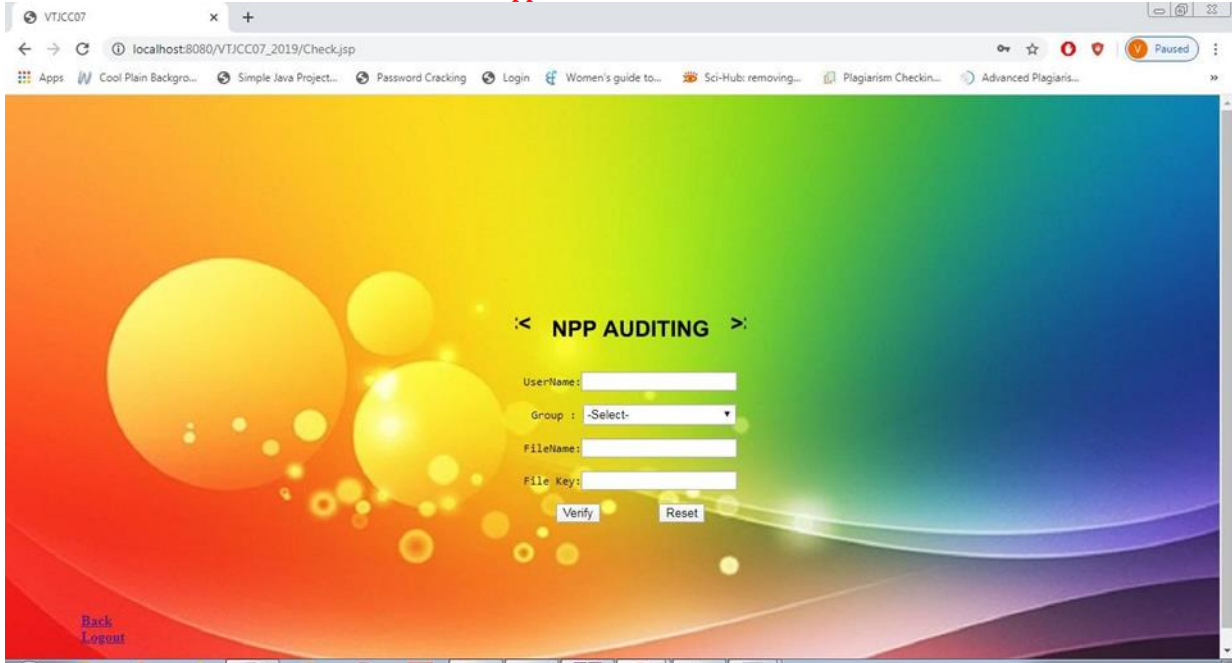 VTJCC07
localhost:8080/VTJCC07_2019/Check.jsp
Paused
Apps Cool Plain Backgro... Simple Java Project... Password Cracking Login Women's guide to... Sci-Hub: removing... Plagiarism Checkin... Advanced Plagiaris... »
:< NPP AUDITING >:
UserName:
Group : -Select-
FileName:
File Key:
Verify Reset
Back
Logout